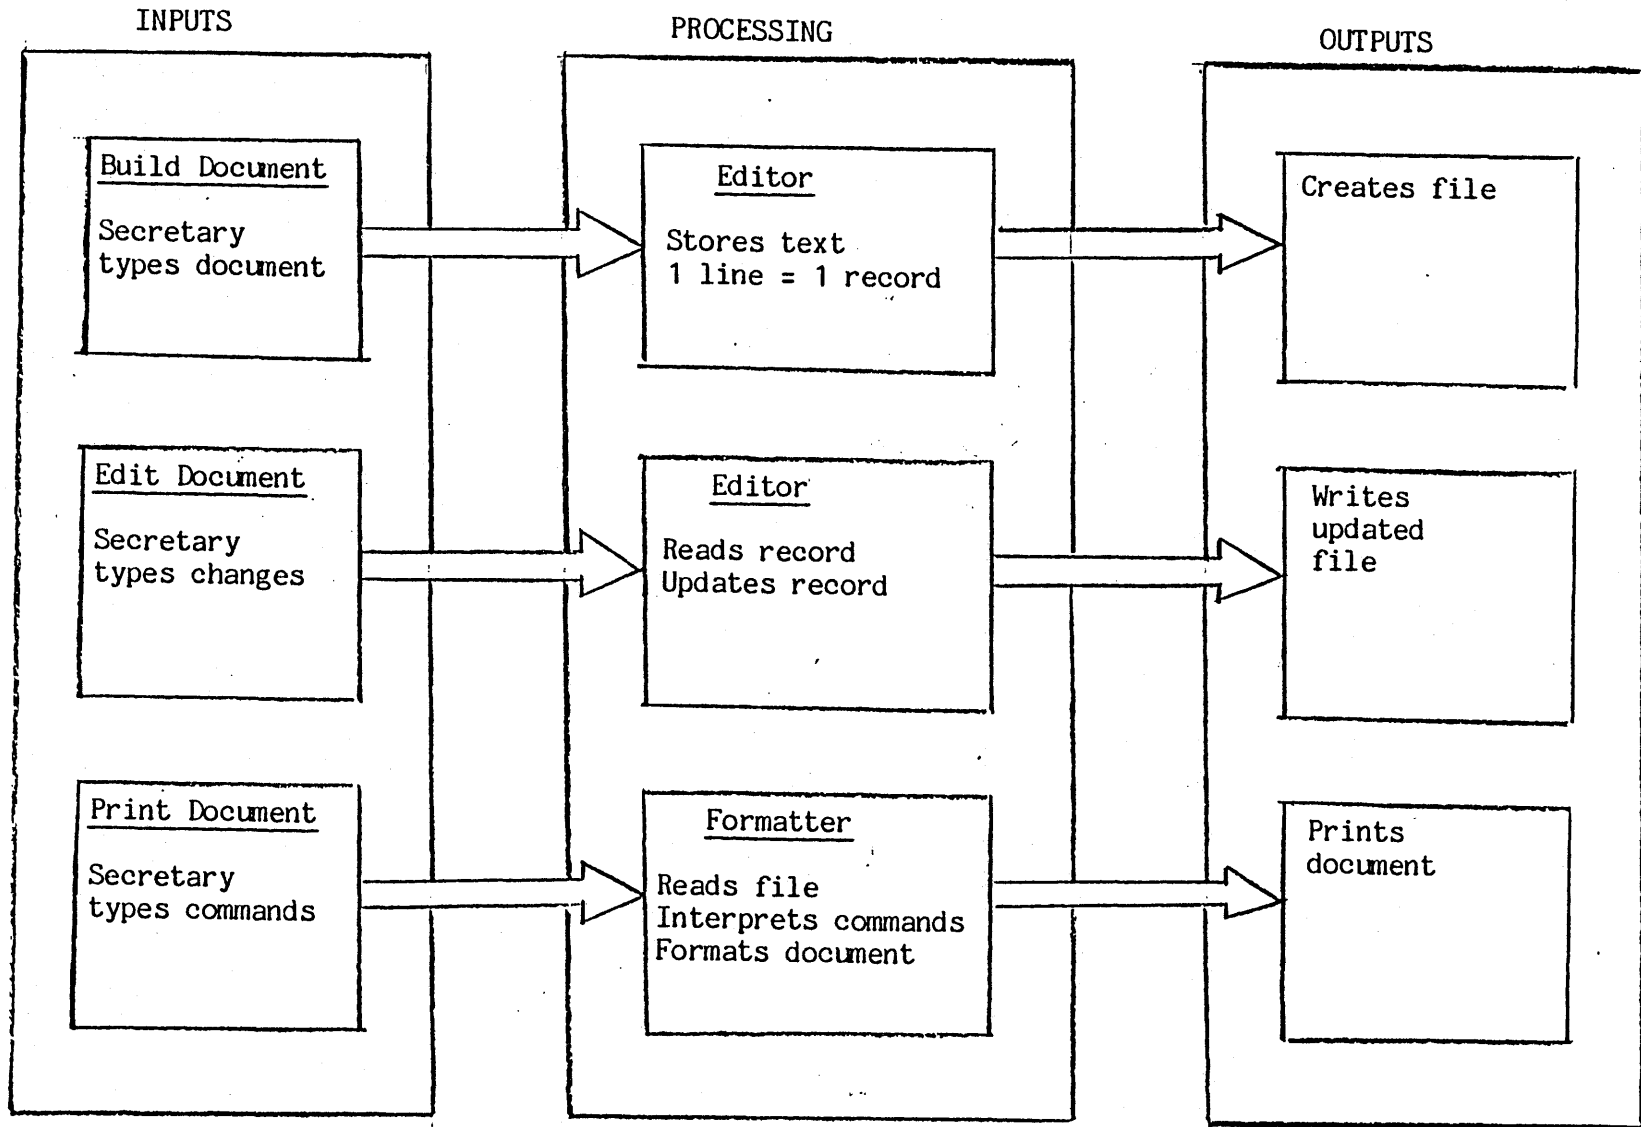 INPUTS
PROCESSING
OUTPUTS
Build Document
Secretary
types document
Editor
Stores text
1 line = 1 record
Creates file
Edit Document
Secretary
types changes
Editor
Reads record
Updates record
Writes
updated
file
Print Document
Secretary
types commands
Formatter
Reads file
Interprets commands
Formats document
Prints
document